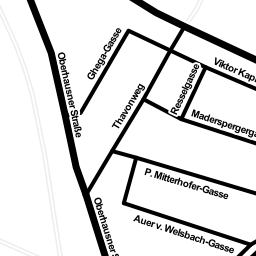 Ghega-Gasse
Oberhausner Straße
Viktor Kap
Resselgasse
Thavonweg
Maderspergerga
P. Mitterhofer-Gasse
Oberhausner S
Auer v. Welsbach-Gasse